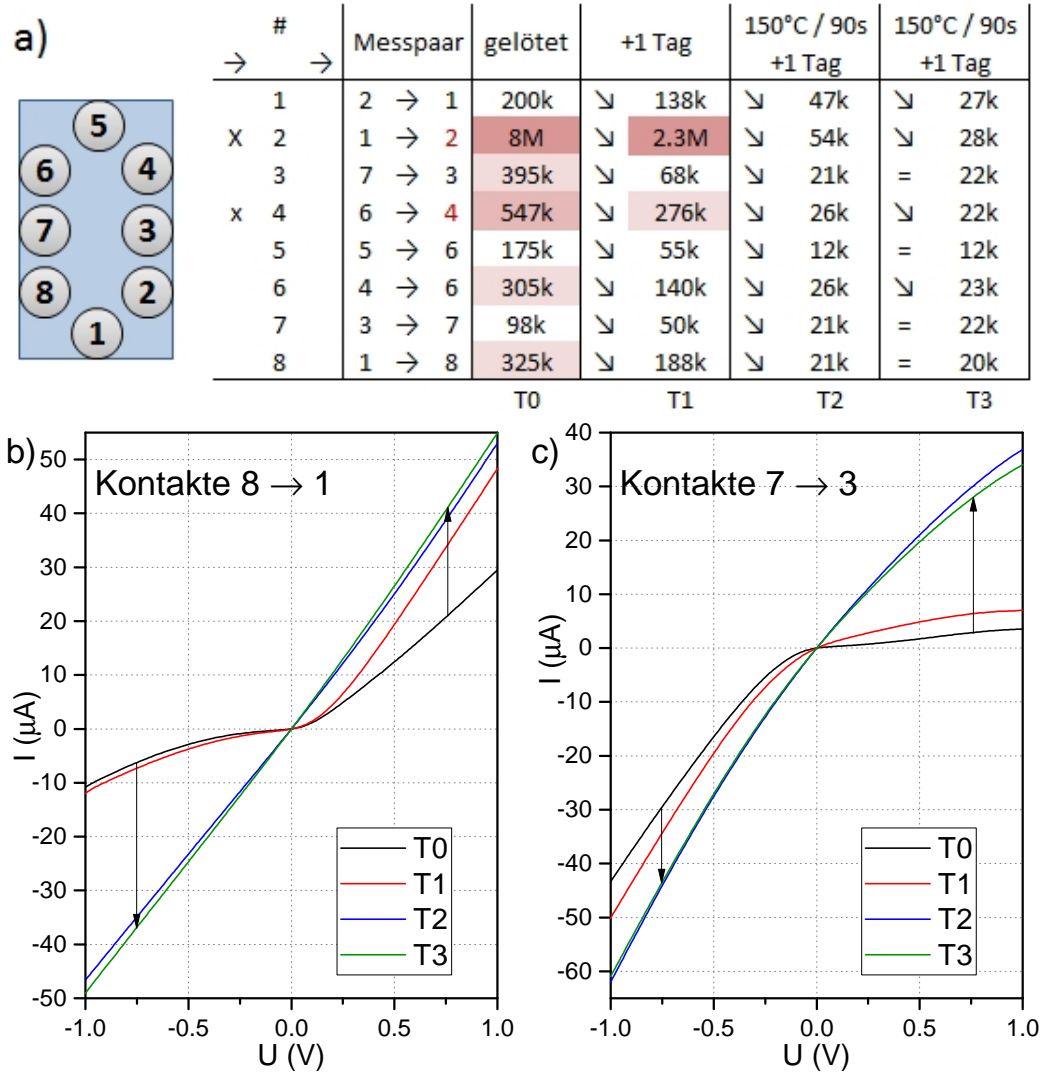 a)
# Messpaar gelötet +1 Tag 150°C / 90s +1 Tag 150°C / 90s +1 Tag
→ →
1 2 → 1 200k ↘ 138k ↘ 47k ↘ 27k
X 2 1 → 2 8M ↘ 2.3M ↘ 54k ↘ 28k
3 7 → 3 395k ↘ 68k ↘ 21k = 22k
x 4 6 → 4 547k ↘ 276k ↘ 26k ↘ 22k
5 5 → 6 175k ↘ 55k ↘ 12k = 12k
6 4 → 6 305k ↘ 140k ↘ 26k ↘ 23k
7 3 → 7 98k ↘ 50k ↘ 21k = 22k
8 1 → 8 325k ↘ 188k ↘ 21k = 20k
T0 T1 T2 T3
5
6 4
7 3
8 2
1
b)
Kontakte 8 → 1
I (µA)
50
40
30
20
10
0
-10
-20
-30
-40
-50
-1.0 -0.5 0.0 0.5 1.0
U (V)
T0
T1
T2
T3
c)
Kontakte 7 → 3
I (µA)
40
30
20
10
0
-10
-20
-30
-40
-50
-60
-1.0 -0.5 0.0 0.5 1.0
U (V)
T0
T1
T2
T3